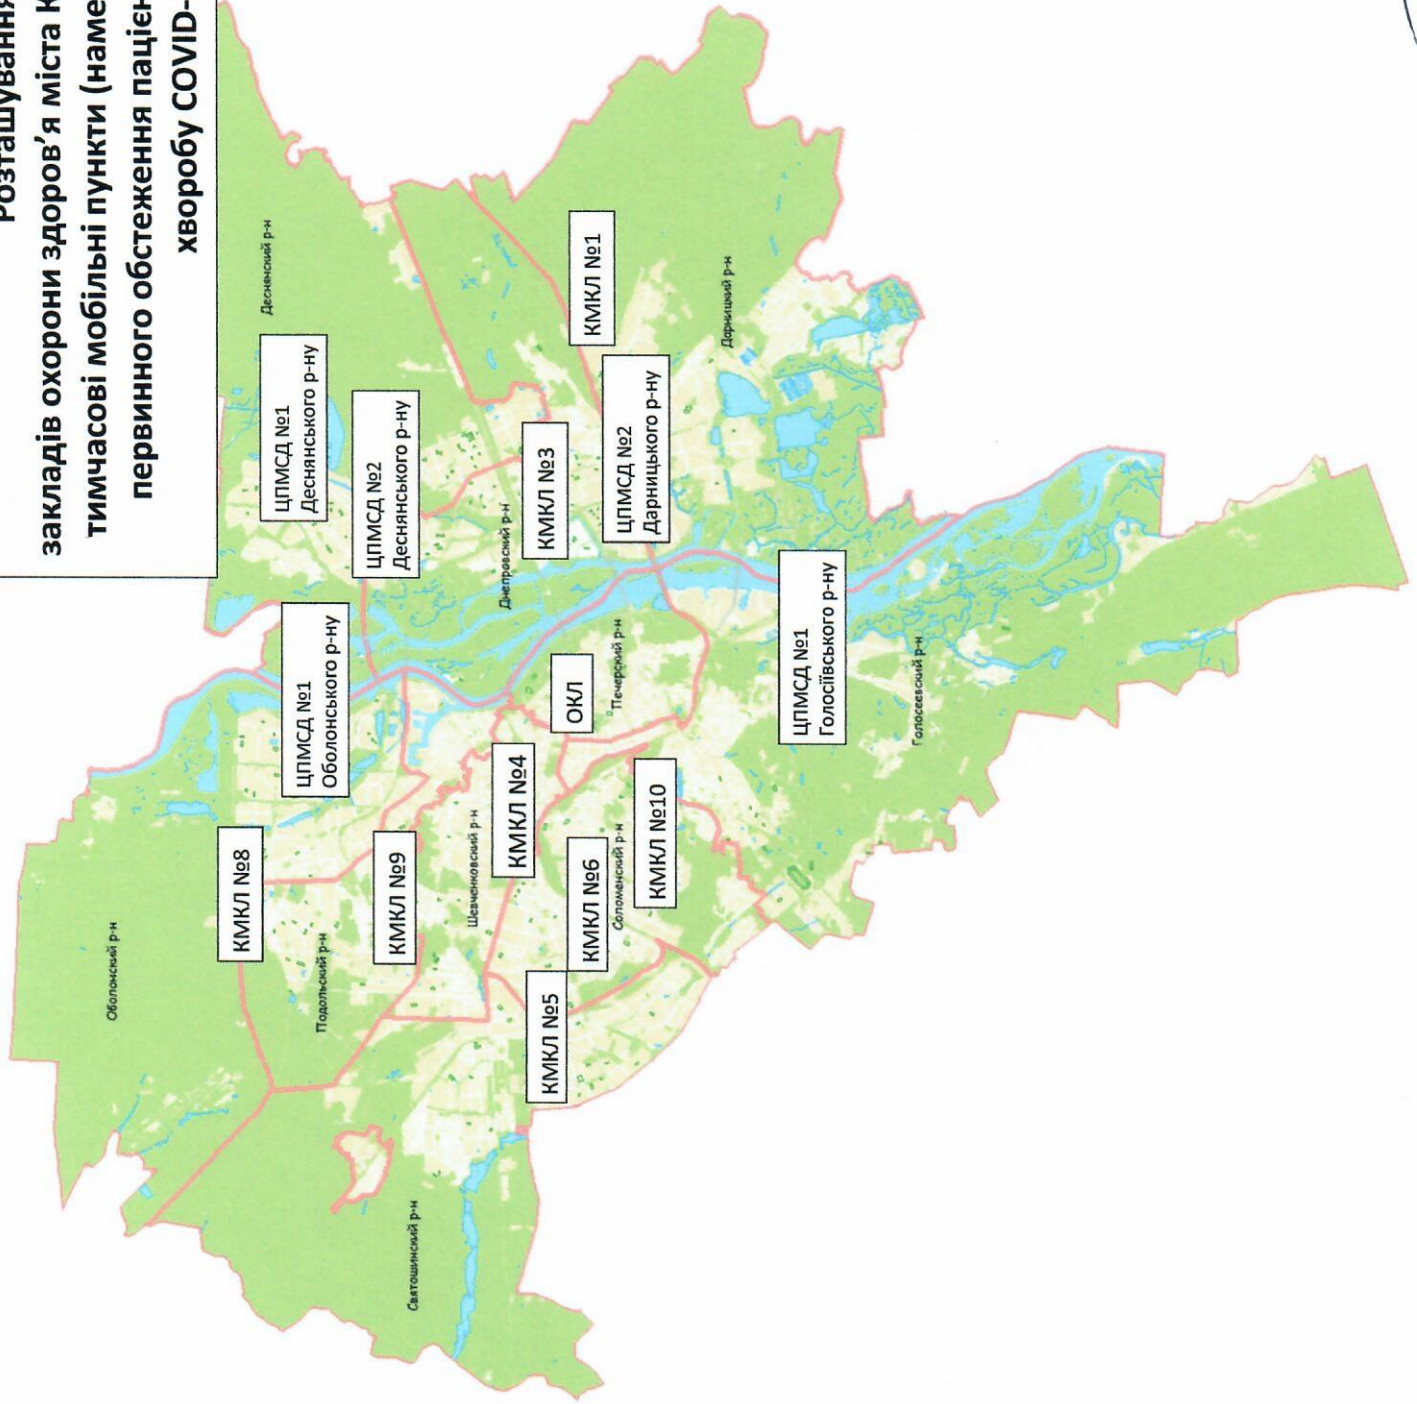 Розташування
закладів охорони здоров’я міста К
тимчасові мобільні пункти (наме
первинного обстеження пацієн
хворобу COVID-
Оболонский р-н
КМКЛ №8
Деснянский р-н
ЦПМСД №1
Деснянського р-ну
ЦПМСД №1
Оболонського р-ну
Подольский р-н
ЦПМСД №2
Деснянського р-ну
КМКЛ №9
Святошинский р-н
Шевченковский р-н
Днепровский р-н
КМКЛ №4
КМКЛ №5
КМКЛ №3
ОКЛ
КМКЛ №6
КМКЛ №1
Соломенский р-н
Печерский р-н
ЦПМСД №2
Дарницького р-ну
КМКЛ №10
Дарницкий р-н
ЦПМСД №1
Голосіївського р-ну
Голосеевский р-н